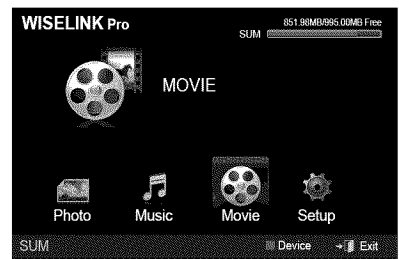 WISELINK Pro
851.98MB/995.00MB Free
SUM
MOVIE
Photo Music Movie Setup
SUM Device Exit